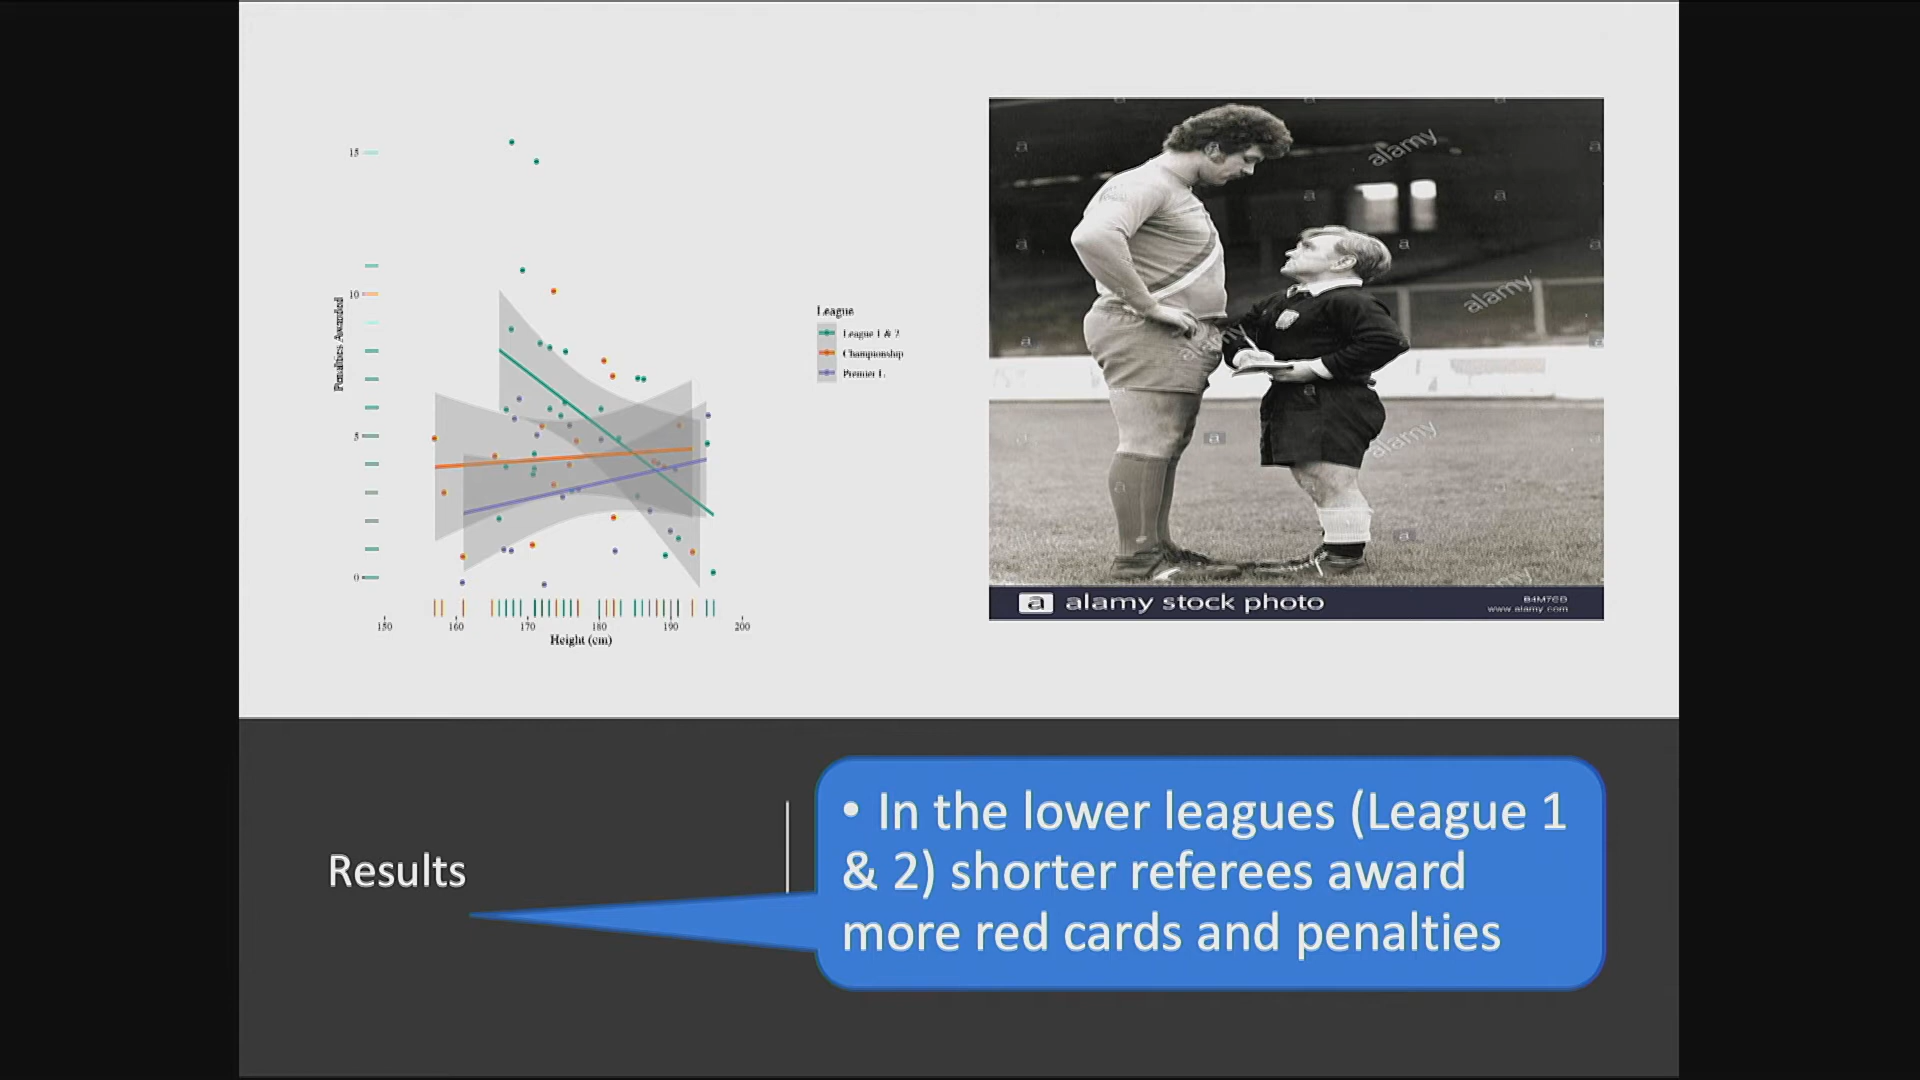 15
10
5
0
Penalties Awarded
150
160
170
180
190
200
Height (cm)
League
League 1 & 2
Championship
Premier L.
alamy
alamy
alamy
alamy
a alamy stock photo
B4M7CD
www.alamy.com
Results
• In the lower leagues (League 1
& 2) shorter referees award
more red cards and penalties